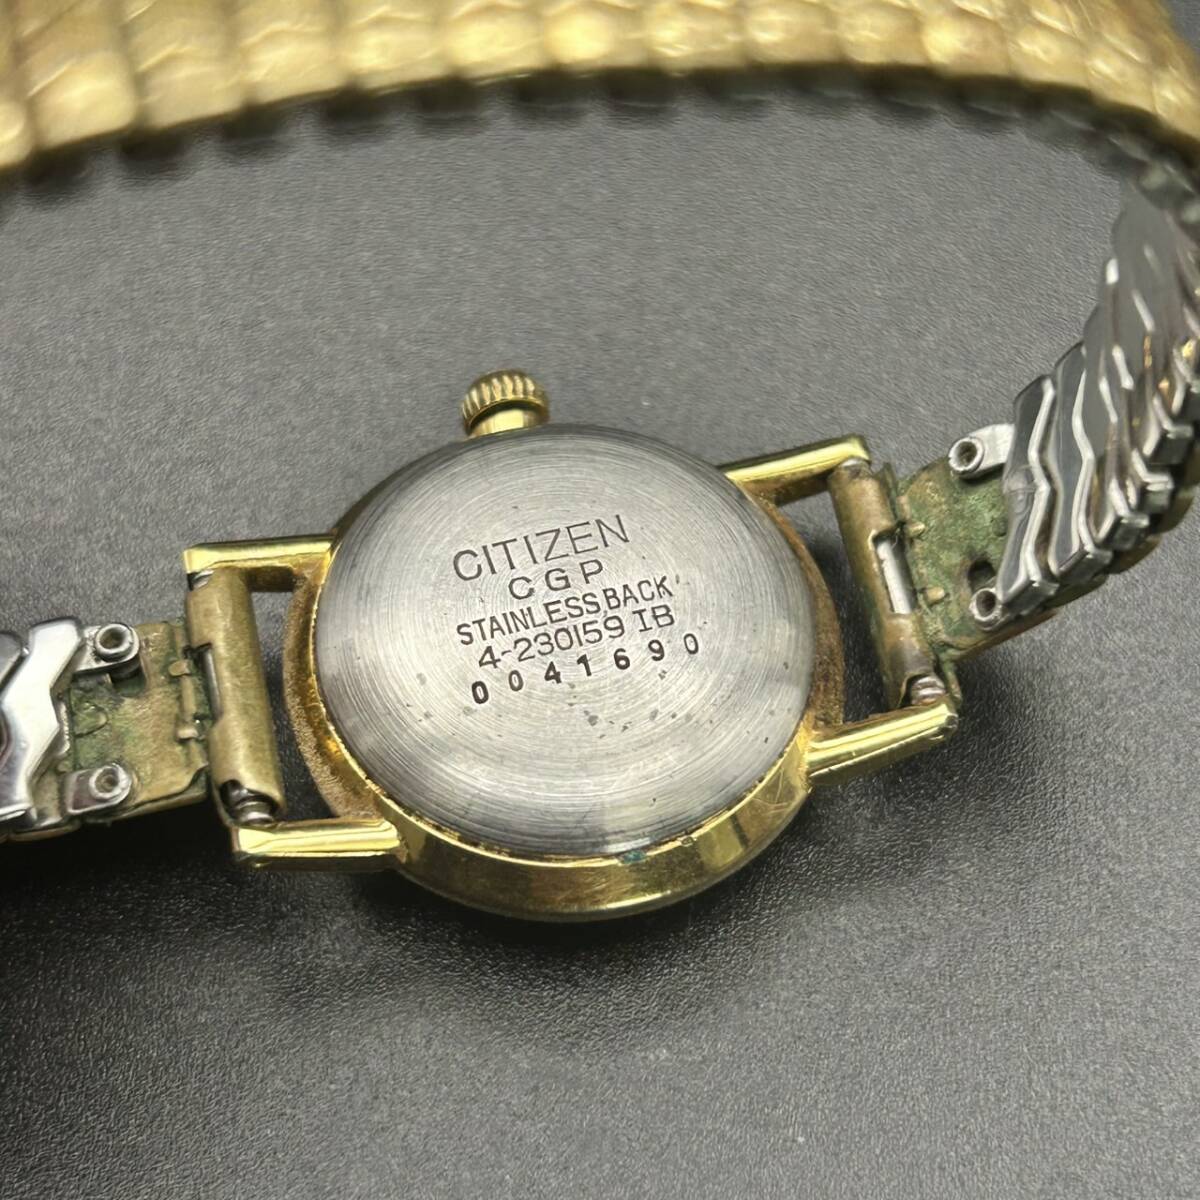 CITIZEN
CGP
STAINLESS BACK
4-230159 IB
0041690